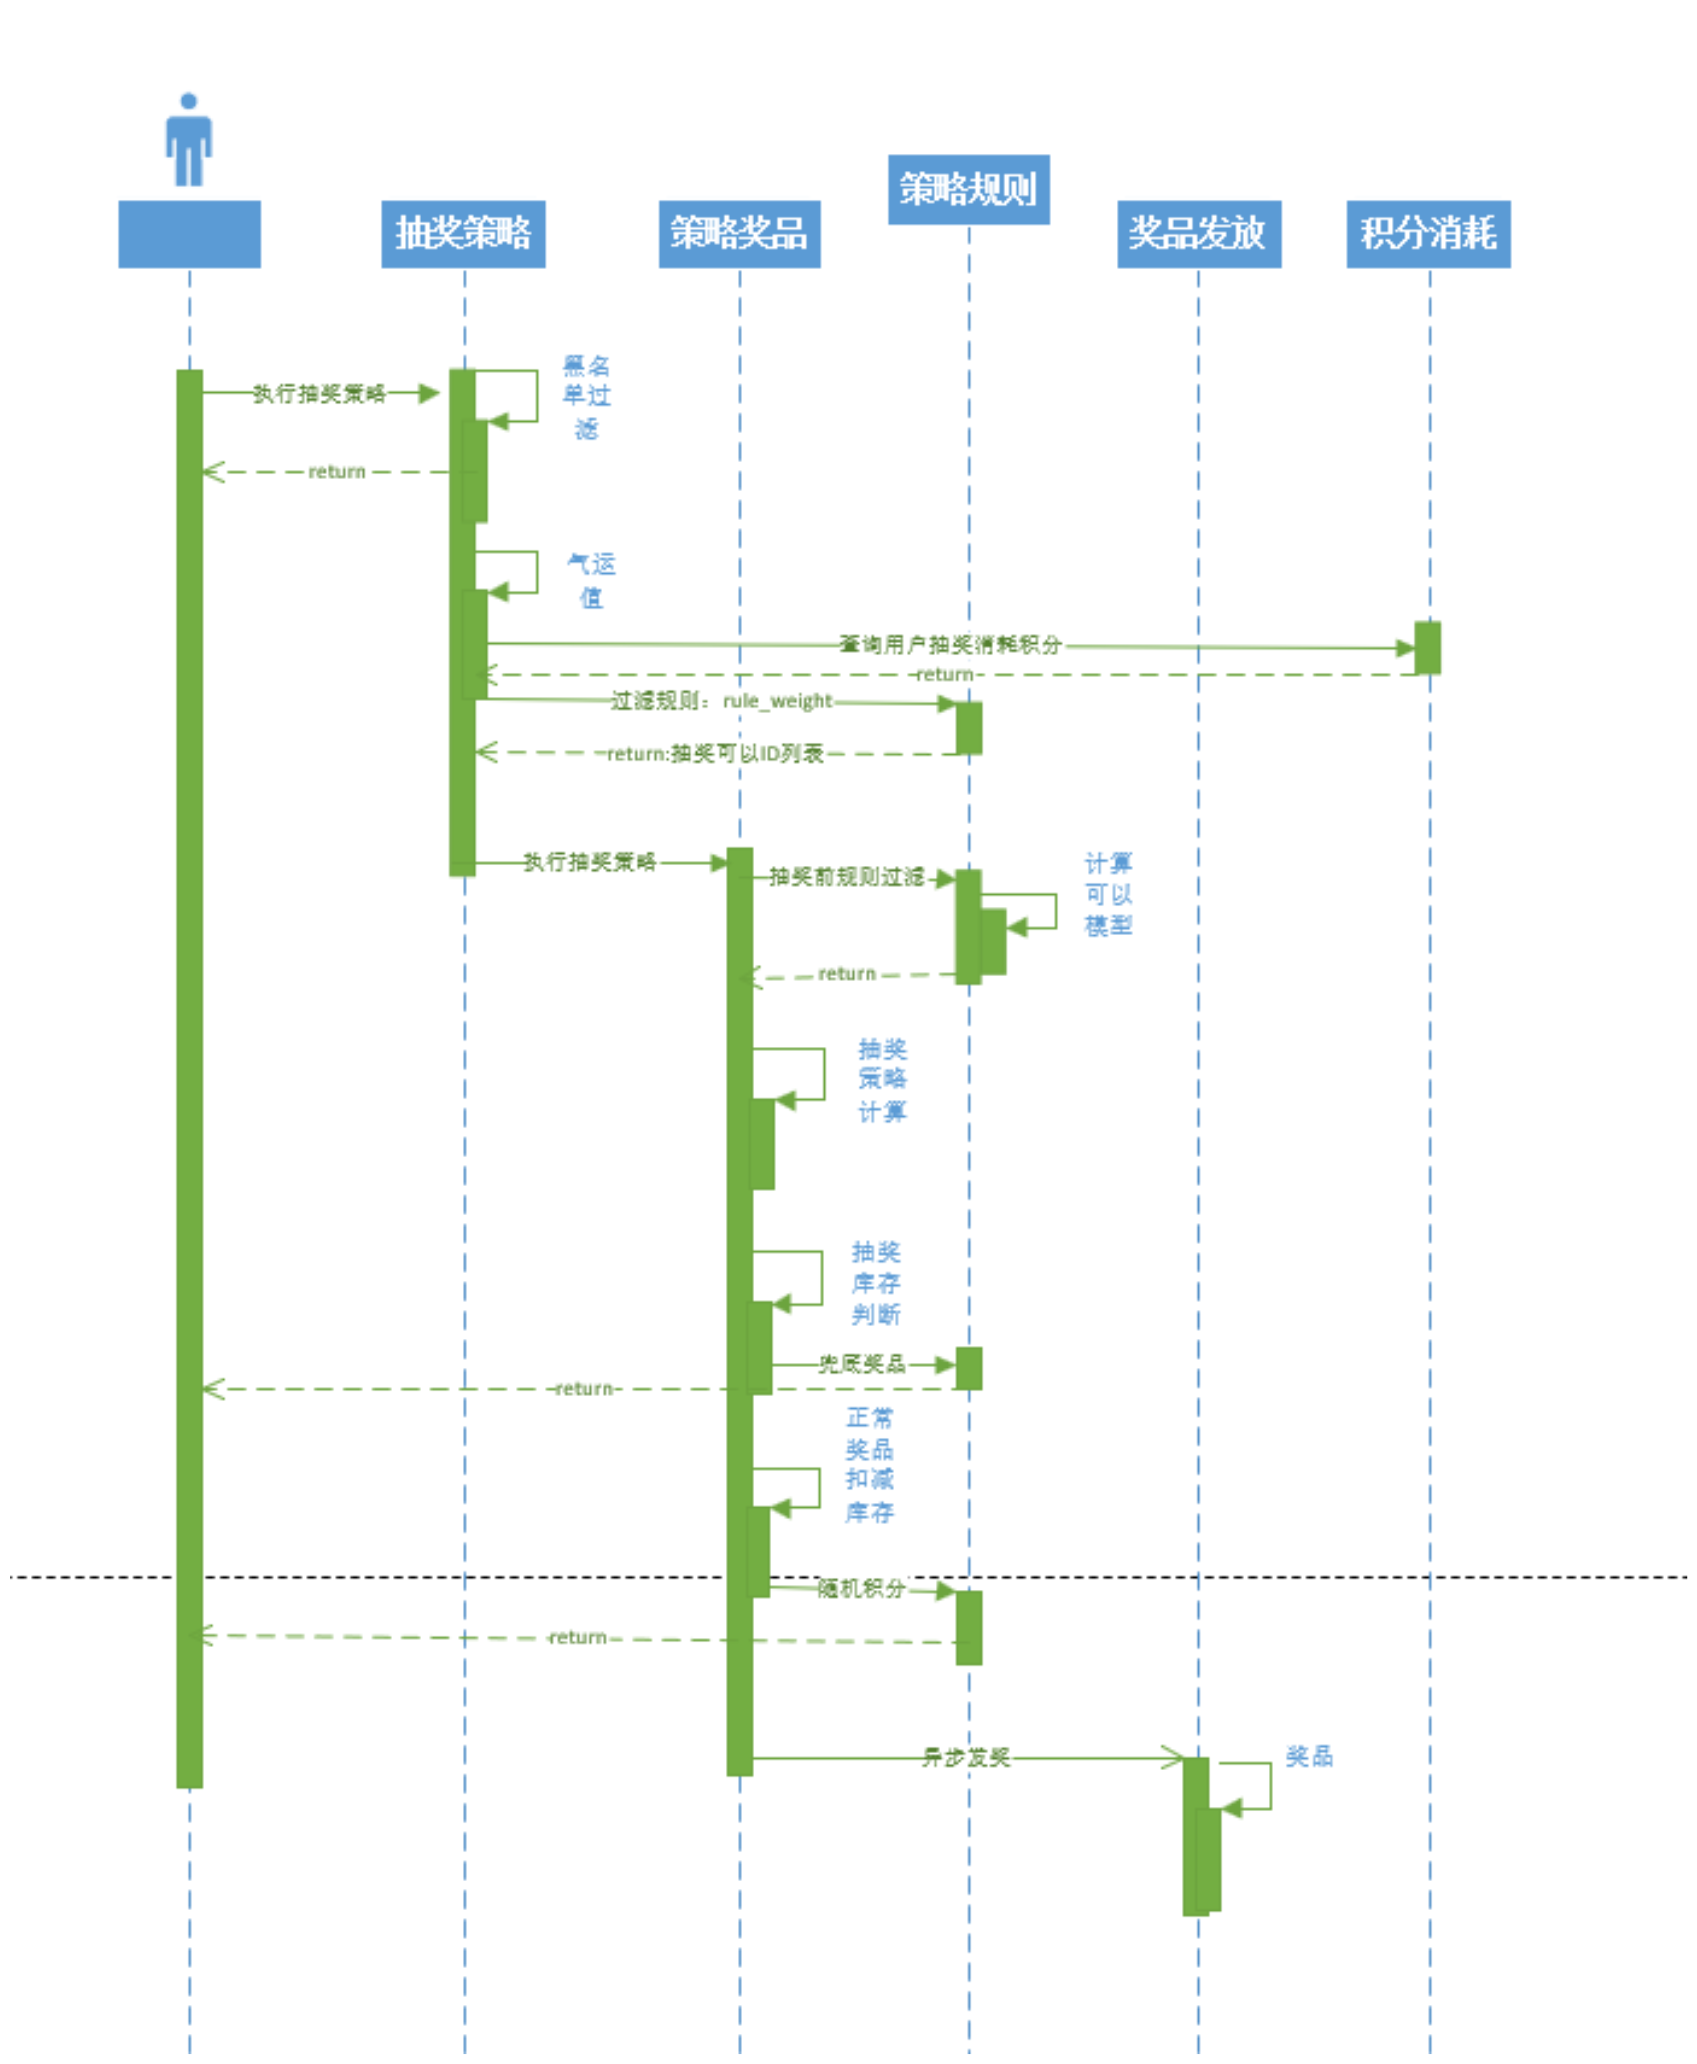 策略规则
抽奖策略
策略奖品
奖品发放
积分消耗
黑名
单过
滤
执行抽奖策略
return
气运
值
查询用户抽奖消耗积分
return
过滤规则：rule_weight
return:抽奖可以ID列表
执行抽奖策略
抽奖前规则过滤
计算
可以
模型
return
抽奖
策略
计算
抽奖
库存
判断
兜底奖品
return
正常
奖品
扣减
库存
随机积分
return
异步发奖
奖品